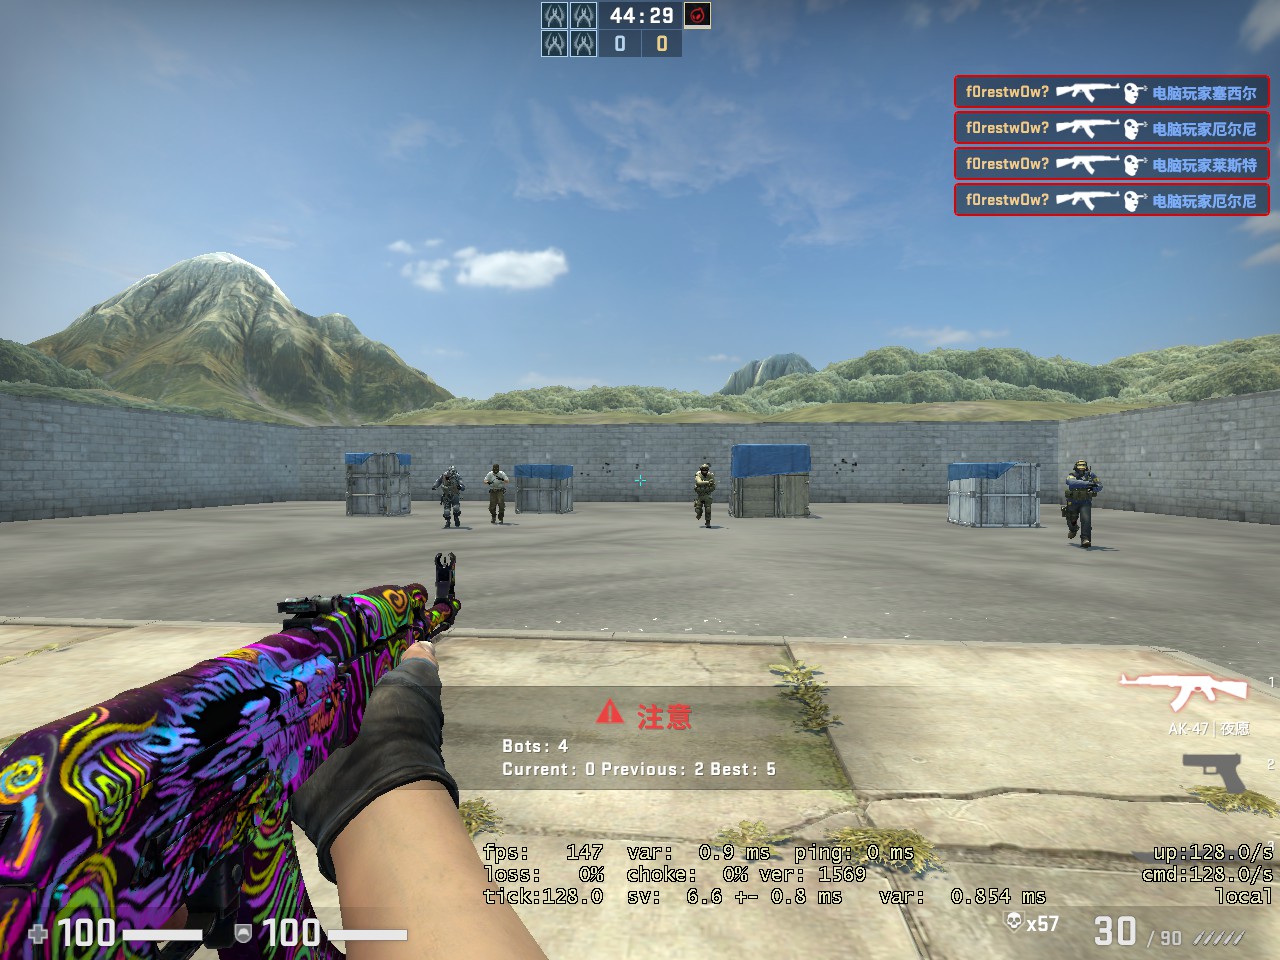 44:29
0 0
f0restw0w? 电脑玩家塞西尔
f0restw0w? 电脑玩家厄尔尼
f0restw0w? 电脑玩家莱斯特
f0restw0w? 电脑玩家厄尔尼
注意
Bots: 4
Current: 0 Previous: 2 Best: 5
1
AK-47 | 夜愿
2
fps: 147 var: 0.9 ms ping: 0 ms
loss: 0% choke: 0% ver: 1569
tick:128.0 sv: 6.6 +- 0.8 ms var: 0.854 ms
up:128.0/s
cmd:128.0/s
local
x57
100 100
30 / 90